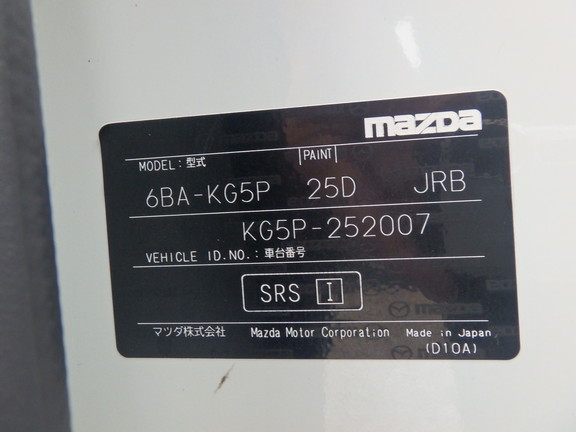 mazda
MODEL:型式 PAINT
6BA-KG5P 25D JRB
KG5P-252007
VEHICLE ID.NO.:車台番号
SRS I
マツダ株式会社 Mazda Motor Corporation Made in Japan
(D10A)